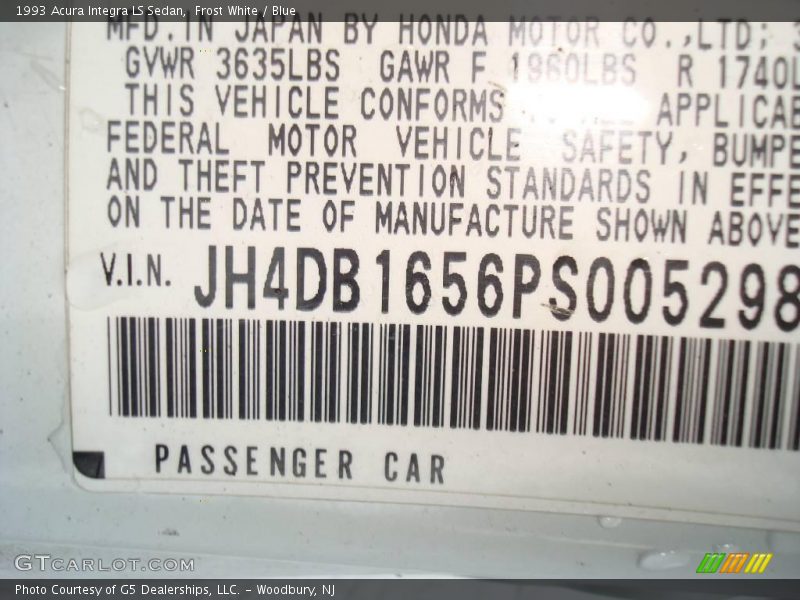 1993 Acura Integra LS Sedan, Frost White / Blue
MFD. IN JAPAN BY HONDA MOTOR CO.,LTD;
GVWR 3635LBS GAWR F 1960LBS R 1740L
THIS VEHICLE CONFORMS TO ALL APPLICAB
FEDERAL MOTOR VEHICLE SAFETY, BUMPE
AND THEFT PREVENTION STANDARDS IN EFFE
ON THE DATE OF MANUFACTURE SHOWN ABOVE
V.I.N. JH4DB1656PS005298
PASSENGER CAR
GTCARLOT.COM
Photo Courtesy of G5 Dealerships, LLC. - Woodbury, NJ